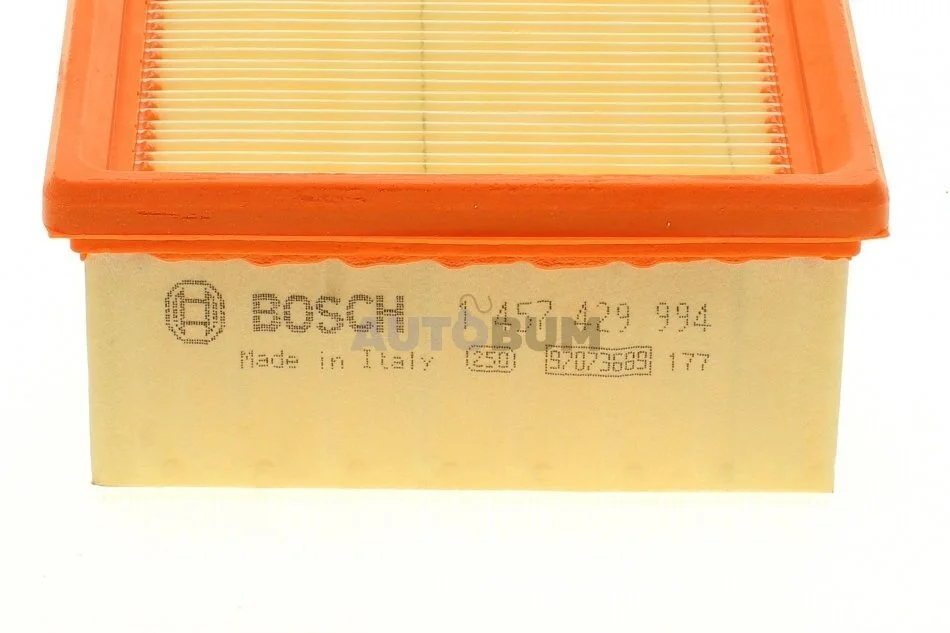 BOSCH 1 457 429 994
AUTOBUM
Made in Italy 250 97073689 177